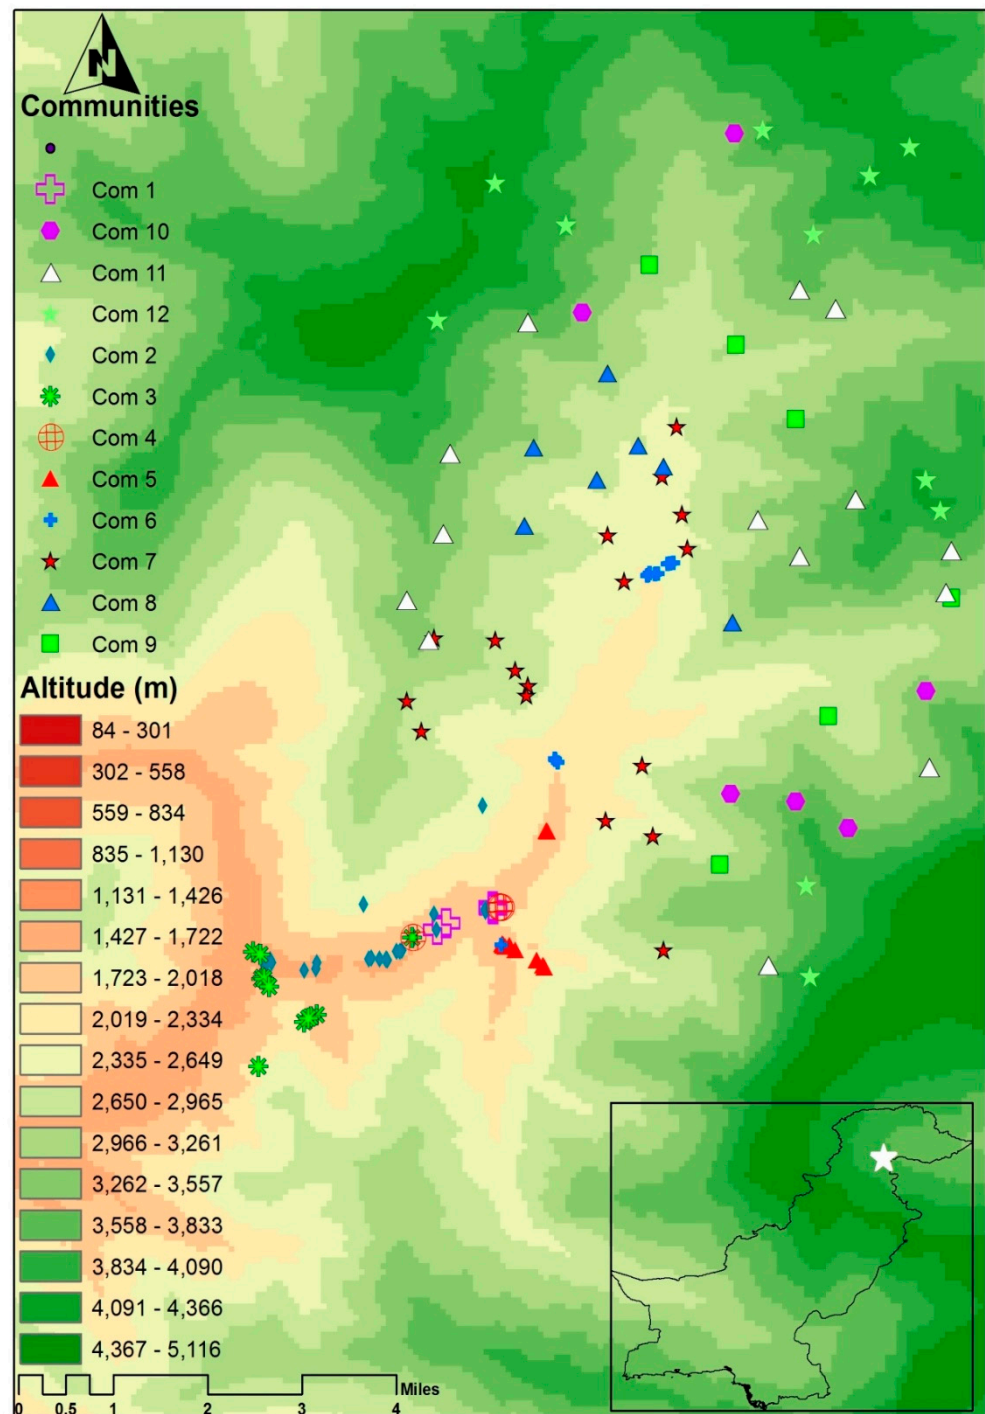 N
Communities
Com 1
Com 10
Com 11
Com 12
Com 2
Com 3
Com 4
Com 5
Com 6
Com 7
Com 8
Com 9
Altitude (m)
84 - 301
302 - 558
559 - 834
835 - 1,130
1,131 - 1,426
1,427 - 1,722
1,723 - 2,018
2,019 - 2,334
2,335 - 2,649
2,650 - 2,965
2,966 - 3,261
3,262 - 3,557
3,558 - 3,833
3,834 - 4,090
4,091 - 4,366
4,367 - 5,116
Miles
0 0.5 1 2 3 4